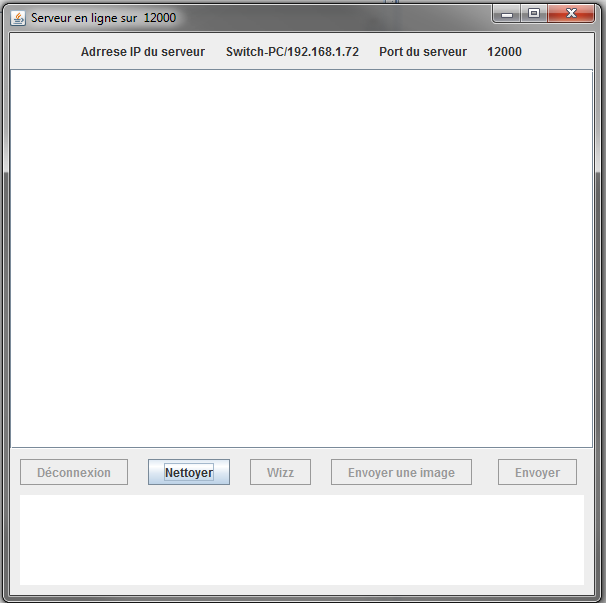 Serveur en ligne sur 12000
Adrrese IP du serveur Switch-PC/192.168.1.72 Port du serveur 12000
Déconnexion Nettoyer Wizz Envoyer une image Envoyer